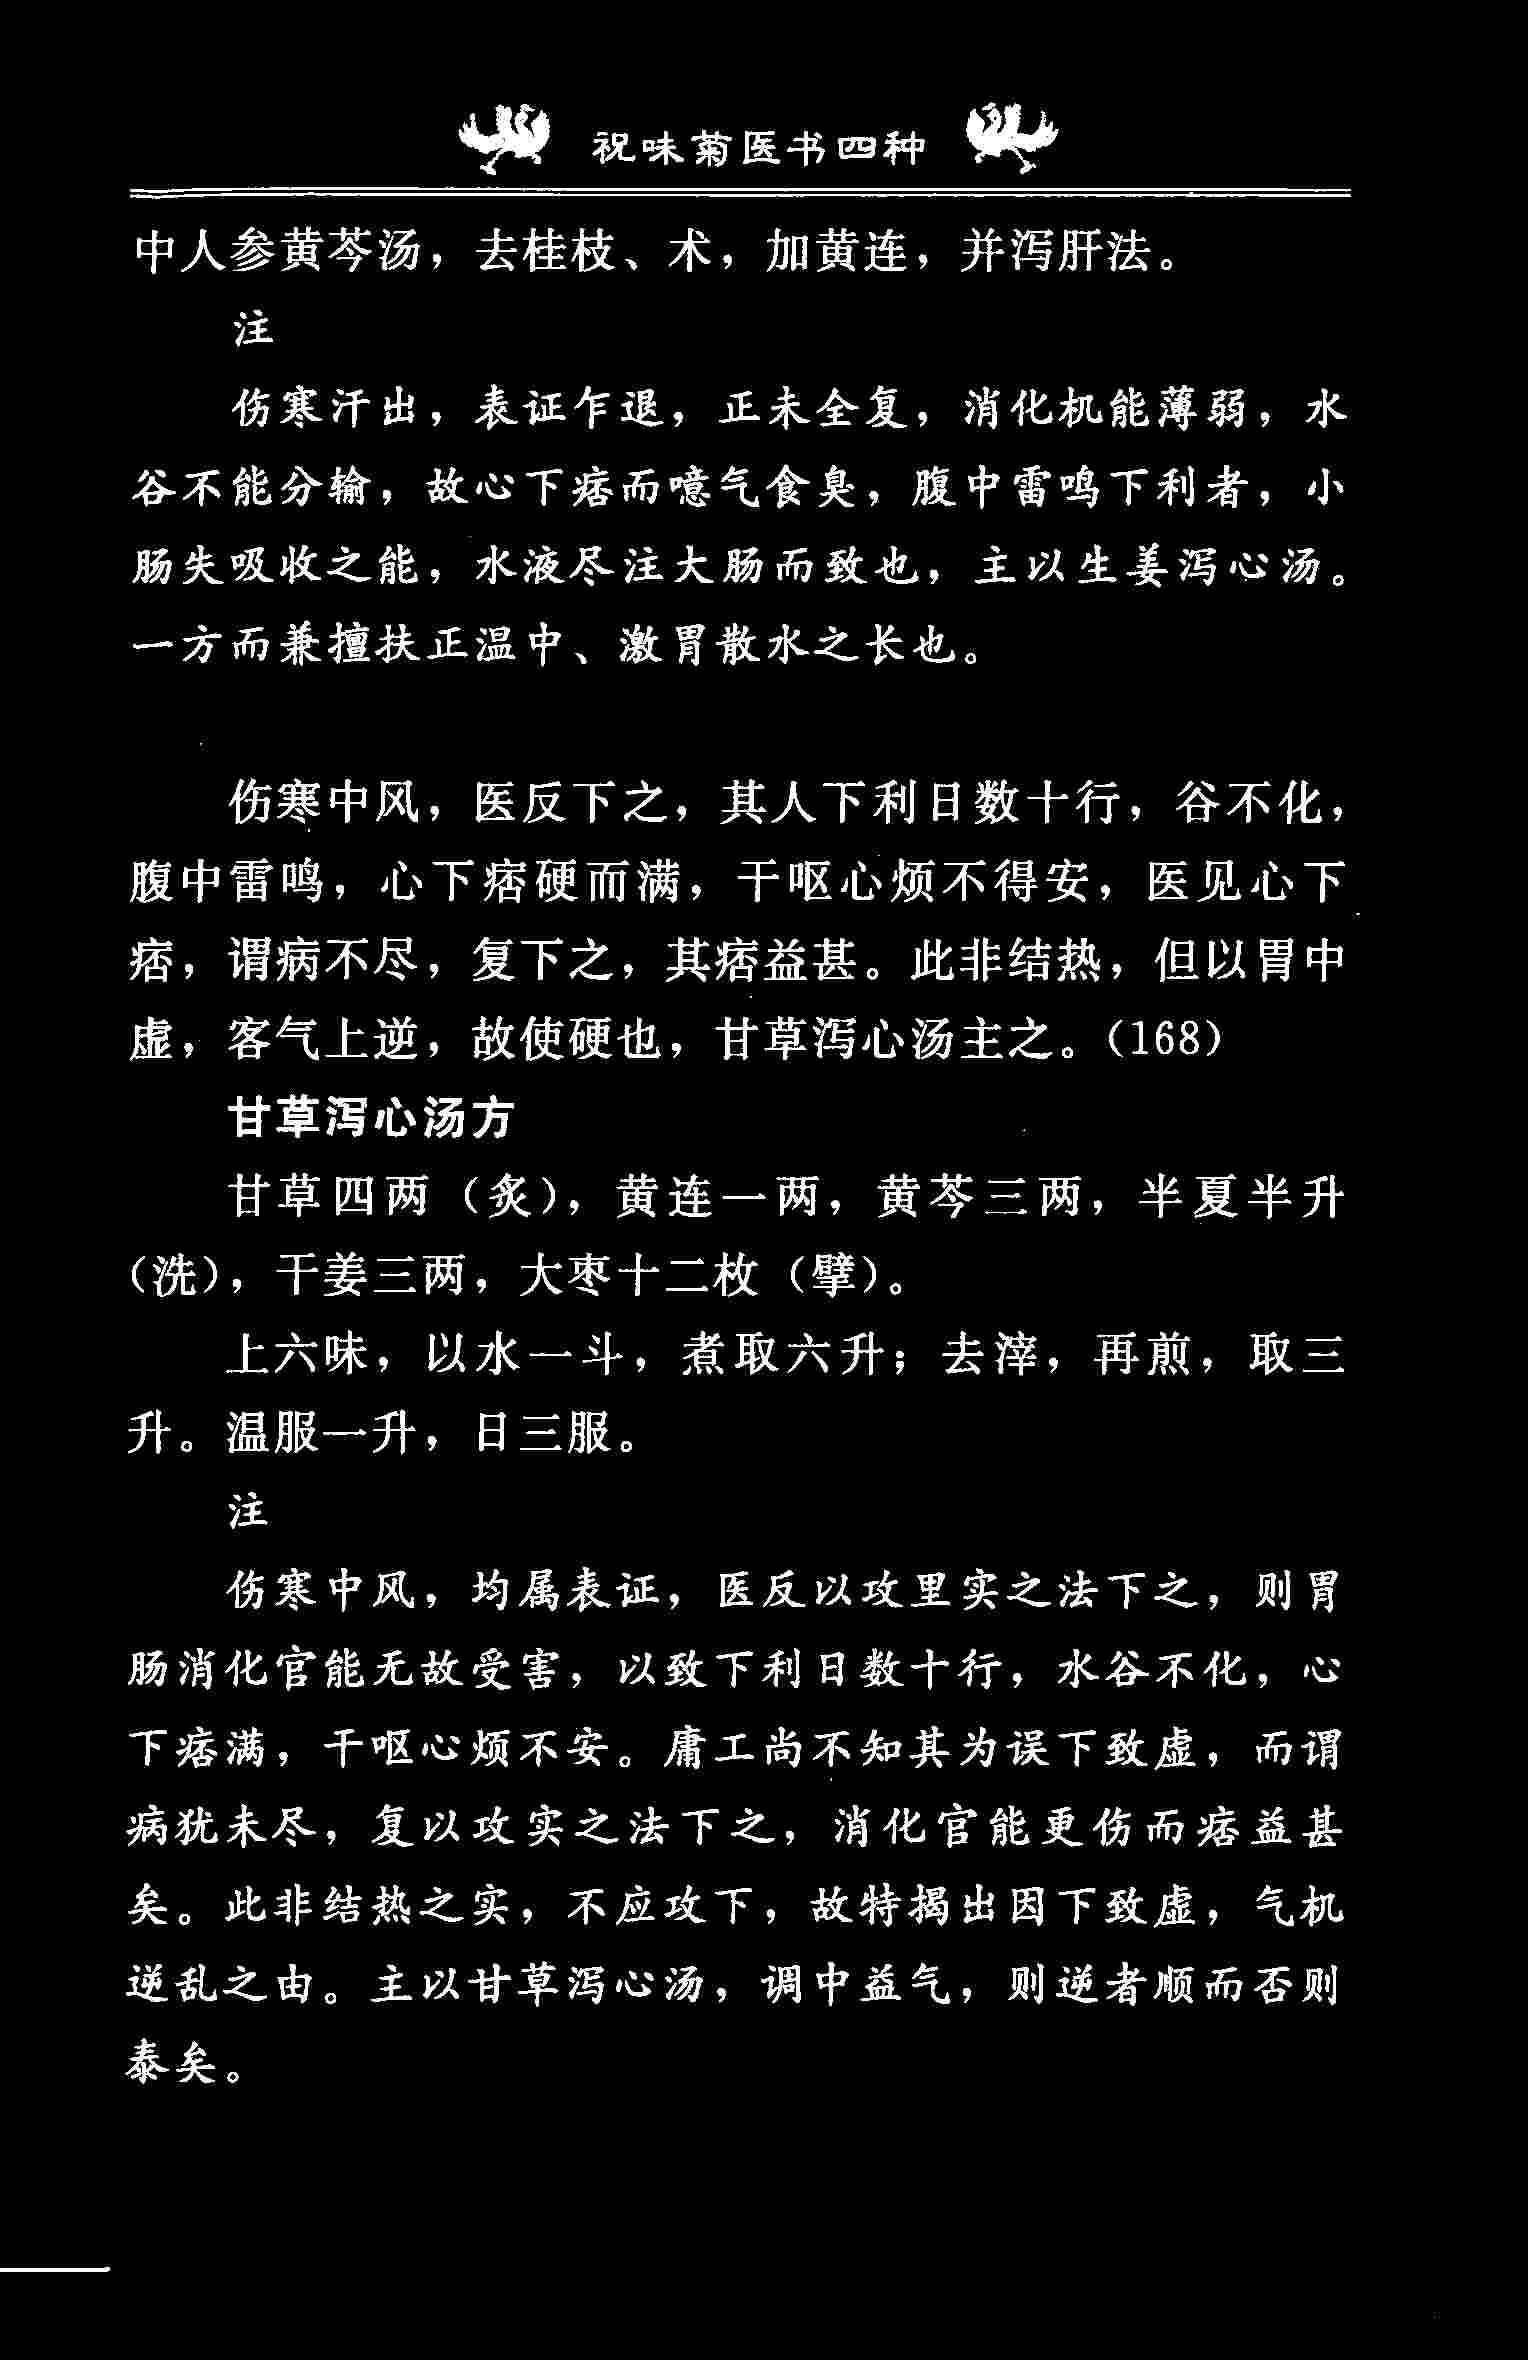 祝味菊医书四种
中人参黄芩汤，去桂枝、术，加黄连，并泻肝法。
注
伤寒汗出，表证乍退，正未全复，消化机能薄弱，水
谷不能分输，故心下痞而噫气食臭，腹中雷鸣下利者，小
肠失吸收之能，水液尽注大肠而致也，主以生姜泻心汤。
一方而兼擅扶正温中、激胃散水之长也。
伤寒中风，医反下之，其人下利日数十行，谷不化，
腹中雷鸣，心下痞硬而满，干呕心烦不得安，医见心下
痞，谓病不尽，复下之，其痞益甚。此非结热，但以胃中
虚，客气上逆，故使硬也，甘草泻心汤主之。（168）
甘草泻心汤方
甘草四两（炙），黄连一两，黄芩三两，半夏半升
（洗），干姜三两，大枣十二枚（擘）。
上六味，以水一斗，煮取六升；去滓，再煎，取三
升。温服一升，日三服。
注
伤寒中风，均属表证，医反以攻里实之法下之，则胃
肠消化官能无故受害，以致下利日数十行，水谷不化，心
下痞满，干呕心烦不安。庸工尚不知其为误下致虚，而谓
病犹未尽，复以攻实之法下之，消化官能更伤而痞益甚
矣。此非结热之实，不应攻下，故特揭出因下致虚，气机
逆乱之由。主以甘草泻心汤，调中益气，则逆者顺而否则
泰矣。